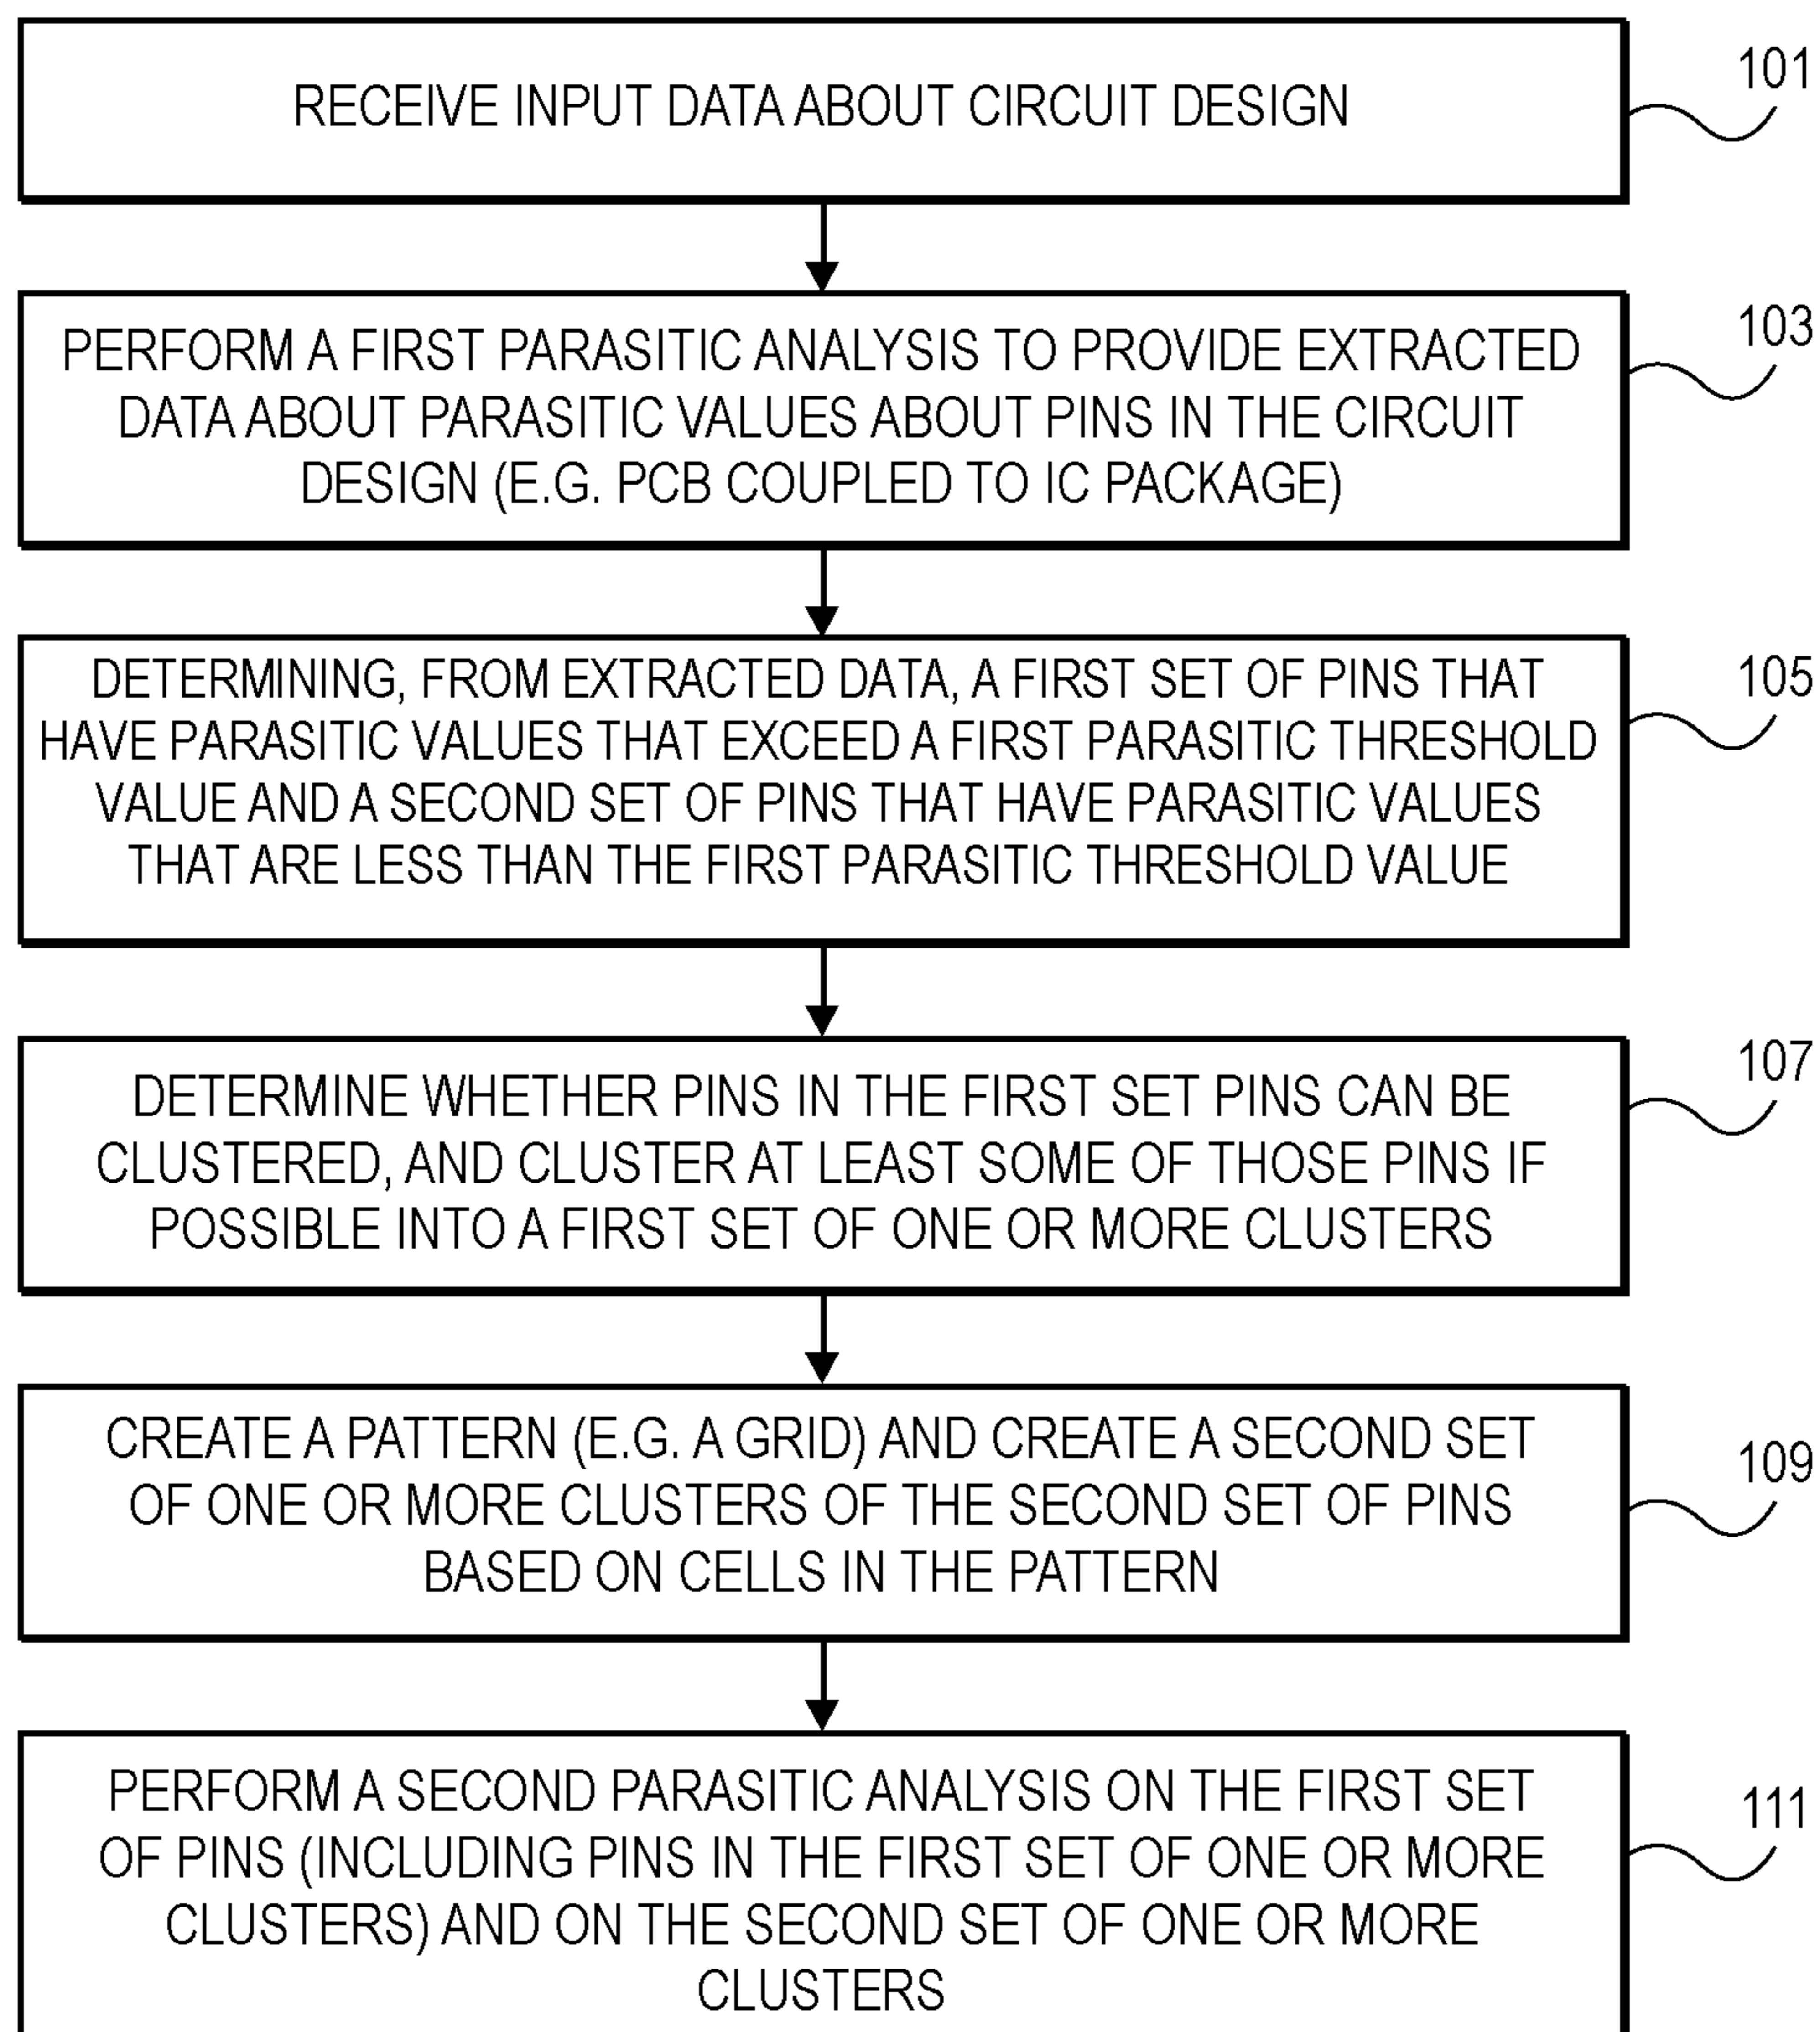 RECEIVE INPUT DATA ABOUT CIRCUIT DESIGN
101
PERFORM A FIRST PARASITIC ANALYSIS TO PROVIDE EXTRACTED
DATA ABOUT PARASITIC VALUES ABOUT PINS IN THE CIRCUIT
DESIGN (E.G. PCB COUPLED TO IC PACKAGE)
103
DETERMINING, FROM EXTRACTED DATA, A FIRST SET OF PINS THAT
HAVE PARASITIC VALUES THAT EXCEED A FIRST PARASITIC THRESHOLD
VALUE AND A SECOND SET OF PINS THAT HAVE PARASITIC VALUES
THAT ARE LESS THAN THE FIRST PARASITIC THRESHOLD VALUE
105
DETERMINE WHETHER PINS IN THE FIRST SET PINS CAN BE
CLUSTERED, AND CLUSTER AT LEAST SOME OF THOSE PINS IF
POSSIBLE INTO A FIRST SET OF ONE OR MORE CLUSTERS
107
CREATE A PATTERN (E.G. A GRID) AND CREATE A SECOND SET
OF ONE OR MORE CLUSTERS OF THE SECOND SET OF PINS
BASED ON CELLS IN THE PATTERN
109
PERFORM A SECOND PARASITIC ANALYSIS ON THE FIRST SET
OF PINS (INCLUDING PINS IN THE FIRST SET OF ONE OR MORE
CLUSTERS) AND ON THE SECOND SET OF ONE OR MORE
CLUSTERS
111